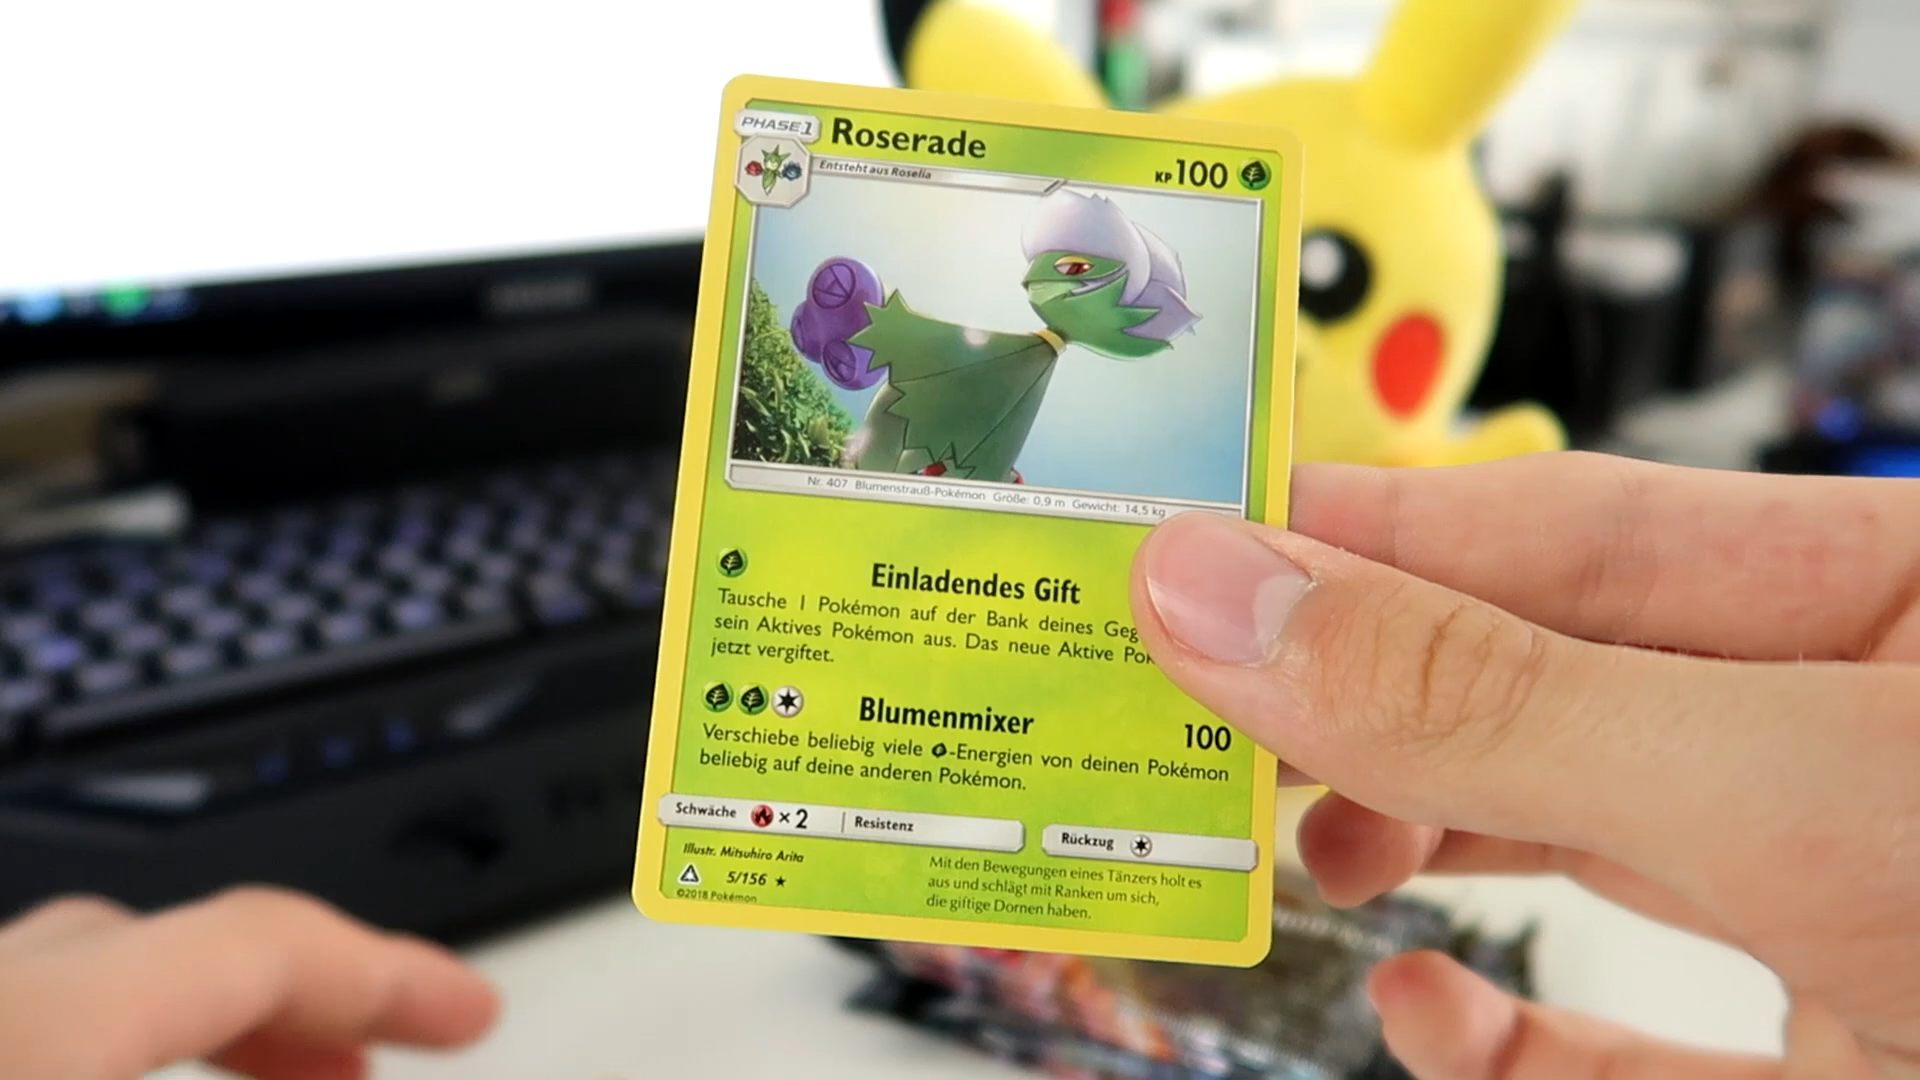 PHASE 1
Roserade
KP 100
Entsteht aus Roselia
Nr. 407 Blumenstrauß-Pokémon Größe: 0,9 m Gewicht: 14,5 kg
Einladendes Gift
Tausche 1 Pokémon auf der Bank deines Geg
sein Aktives Pokémon aus. Das neue Aktive Pok
jetzt vergiftet.
Blumenmixer 100
Verschiebe beliebig viele -Energien von deinen Pokémon
beliebig auf deine anderen Pokémon.
Schwäche × 2 Resistenz Rückzug
Illustr. Mitsuhiro Arita
5/156 ★
©2018 Pokémon
Mit den Bewegungen eines Tänzers holt es
aus und schlägt mit Ranken um sich,
die giftige Dornen haben.